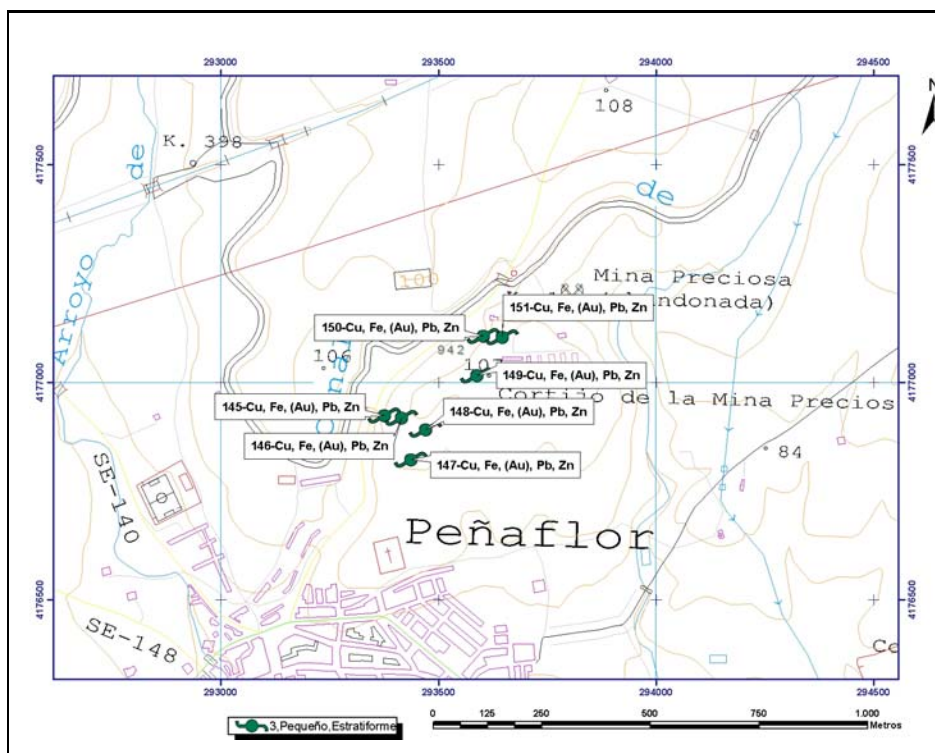 293000 293500 294000 294500
N
108
K. 398
4177500
4177500
de
de
Arroyo
100
Mina Preciosa
151-Cu, Fe, (Au), Pb, Zn
150-Cu, Fe, (Au), Pb, Zn
106
942
107
149-Cu, Fe, (Au), Pb, Zn
4177000
4177000
Cortijo de la Mina Precios
145-Cu, Fe, (Au), Pb, Zn
148-Cu, Fe, (Au), Pb, Zn
146-Cu, Fe, (Au), Pb, Zn
147-Cu, Fe, (Au), Pb, Zn
84
SE-140
Peñaflor
4176500
4176500
SE-148
Ce
293000 293500 294000 294500
3,Pequeño,Estratiforme
0 125 250 500 750 1.000
Metros